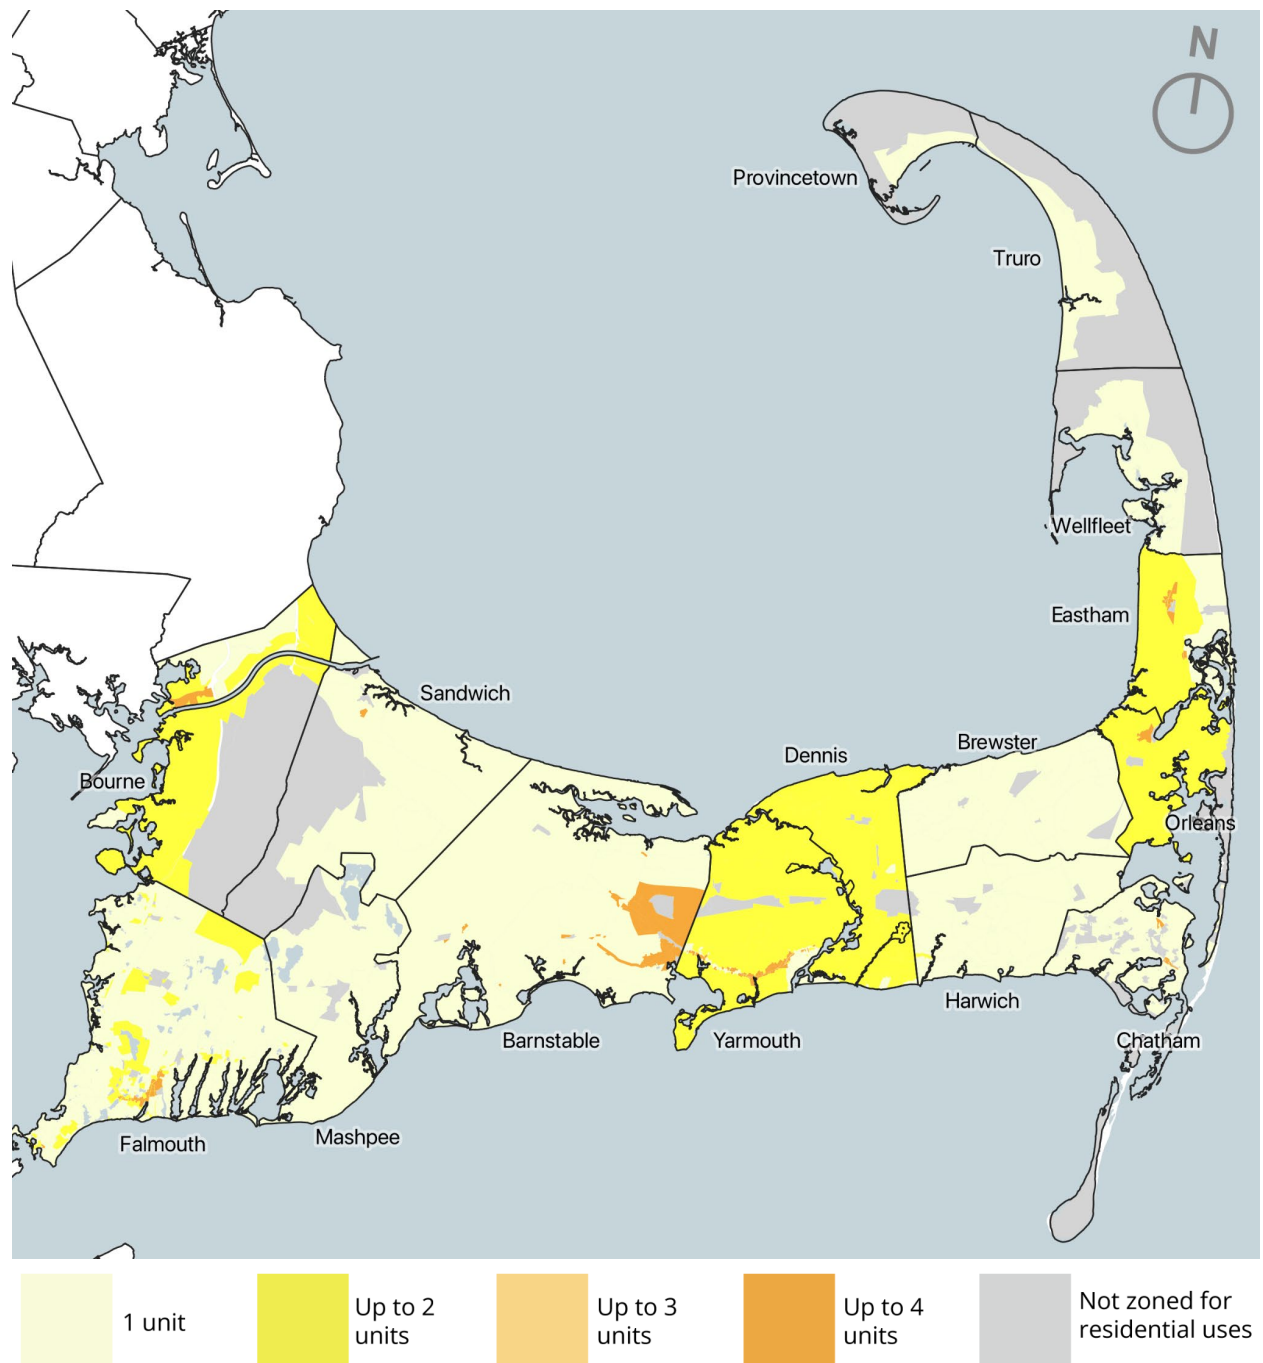 N
Provincetown
Truro
Wellfleet
Eastham
Sandwich
Dennis
Brewster
Bourne
Orleans
Harwich
Barnstable
Yarmouth
Chatham
Falmouth
Mashpee
1 unit
Up to 2
units
Up to 3
units
Up to 4
units
Not zoned for
residential uses